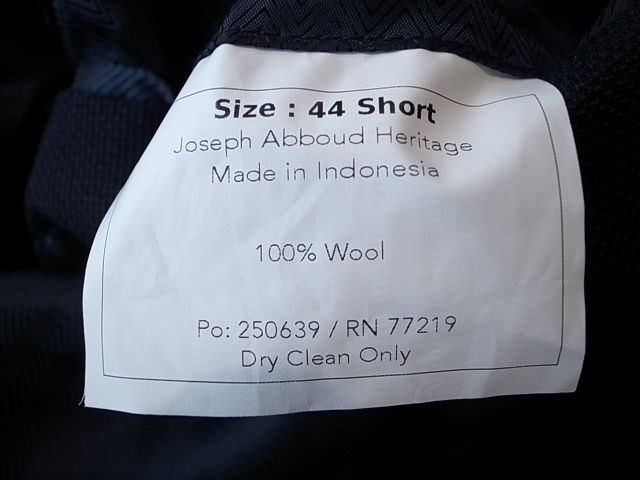 Size : 44 Short
Joseph Abboud Heritage
Made in Indonesia
100% Wool
Po: 250639 / RN 77219
Dry Clean Only